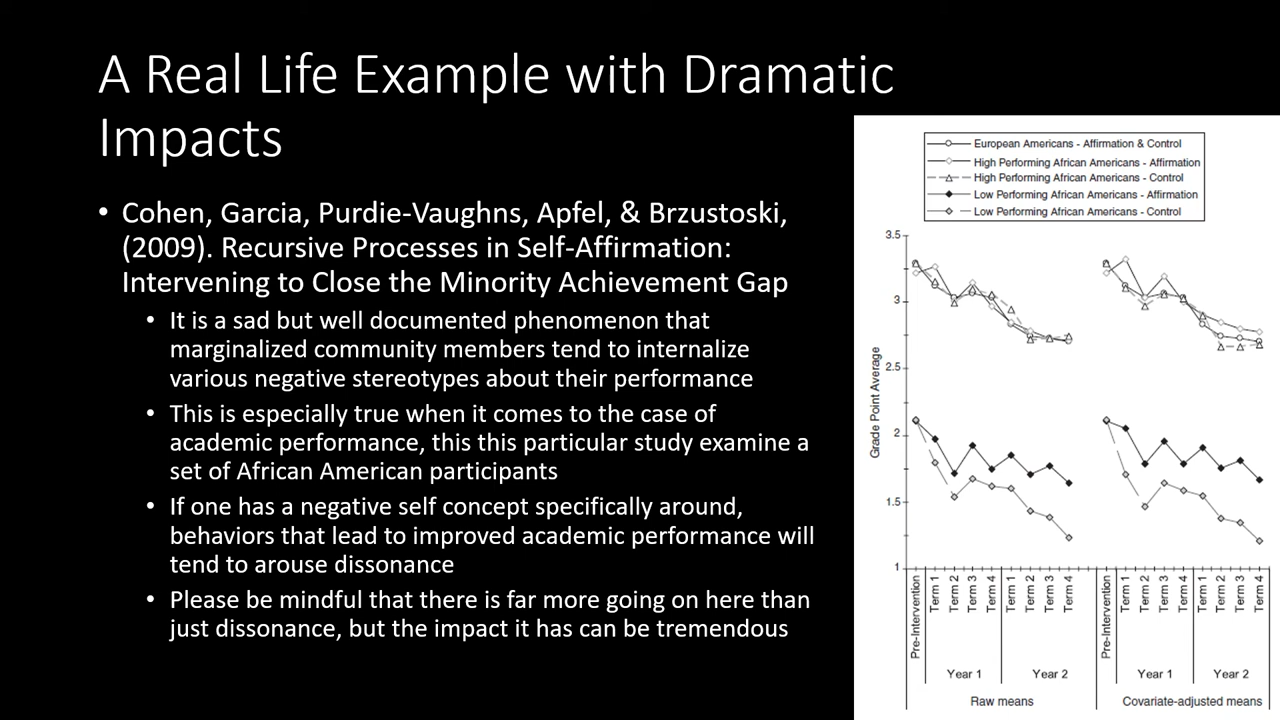 A Real Life Example with Dramatic
Impacts
• Cohen, Garcia, Purdie-Vaughns, Apfel, & Brzustoski,
(2009). Recursive Processes in Self-Affirmation:
Intervening to Close the Minority Achievement Gap
• It is a sad but well documented phenomenon that
marginalized community members tend to internalize
various negative stereotypes about their performance
• This is especially true when it comes to the case of
academic performance, this this particular study examine a
set of African American participants
• If one has a negative self concept specifically around,
behaviors that lead to improved academic performance will
tend to arouse dissonance
• Please be mindful that there is far more going on here than
just dissonance, but the impact it has can be tremendous
European Americans - Affirmation & Control
High Performing African Americans - Affirmation
High Performing African Americans - Control
Low Performing African Americans - Affirmation
Low Performing African Americans - Control
Grade Point Average
3.5
3
2.5
2
1.5
1
Pre-Intervention
Term 1
Term 2
Term 3
Term 4
Term 1
Term 2
Term 3
Term 4
Pre-Intervention
Term 1
Term 2
Term 3
Term 4
Term 1
Term 2
Term 3
Term 4
Year 1
Year 2
Year 1
Year 2
Raw means
Covariate-adjusted means